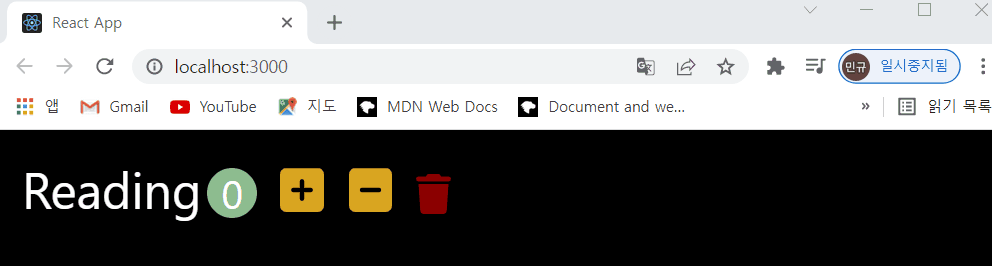 React App
localhost:3000
민규 일시중지됨
앱 Gmail YouTube 지도 MDN Web Docs Document and we... » 읽기 목록
Reading 0